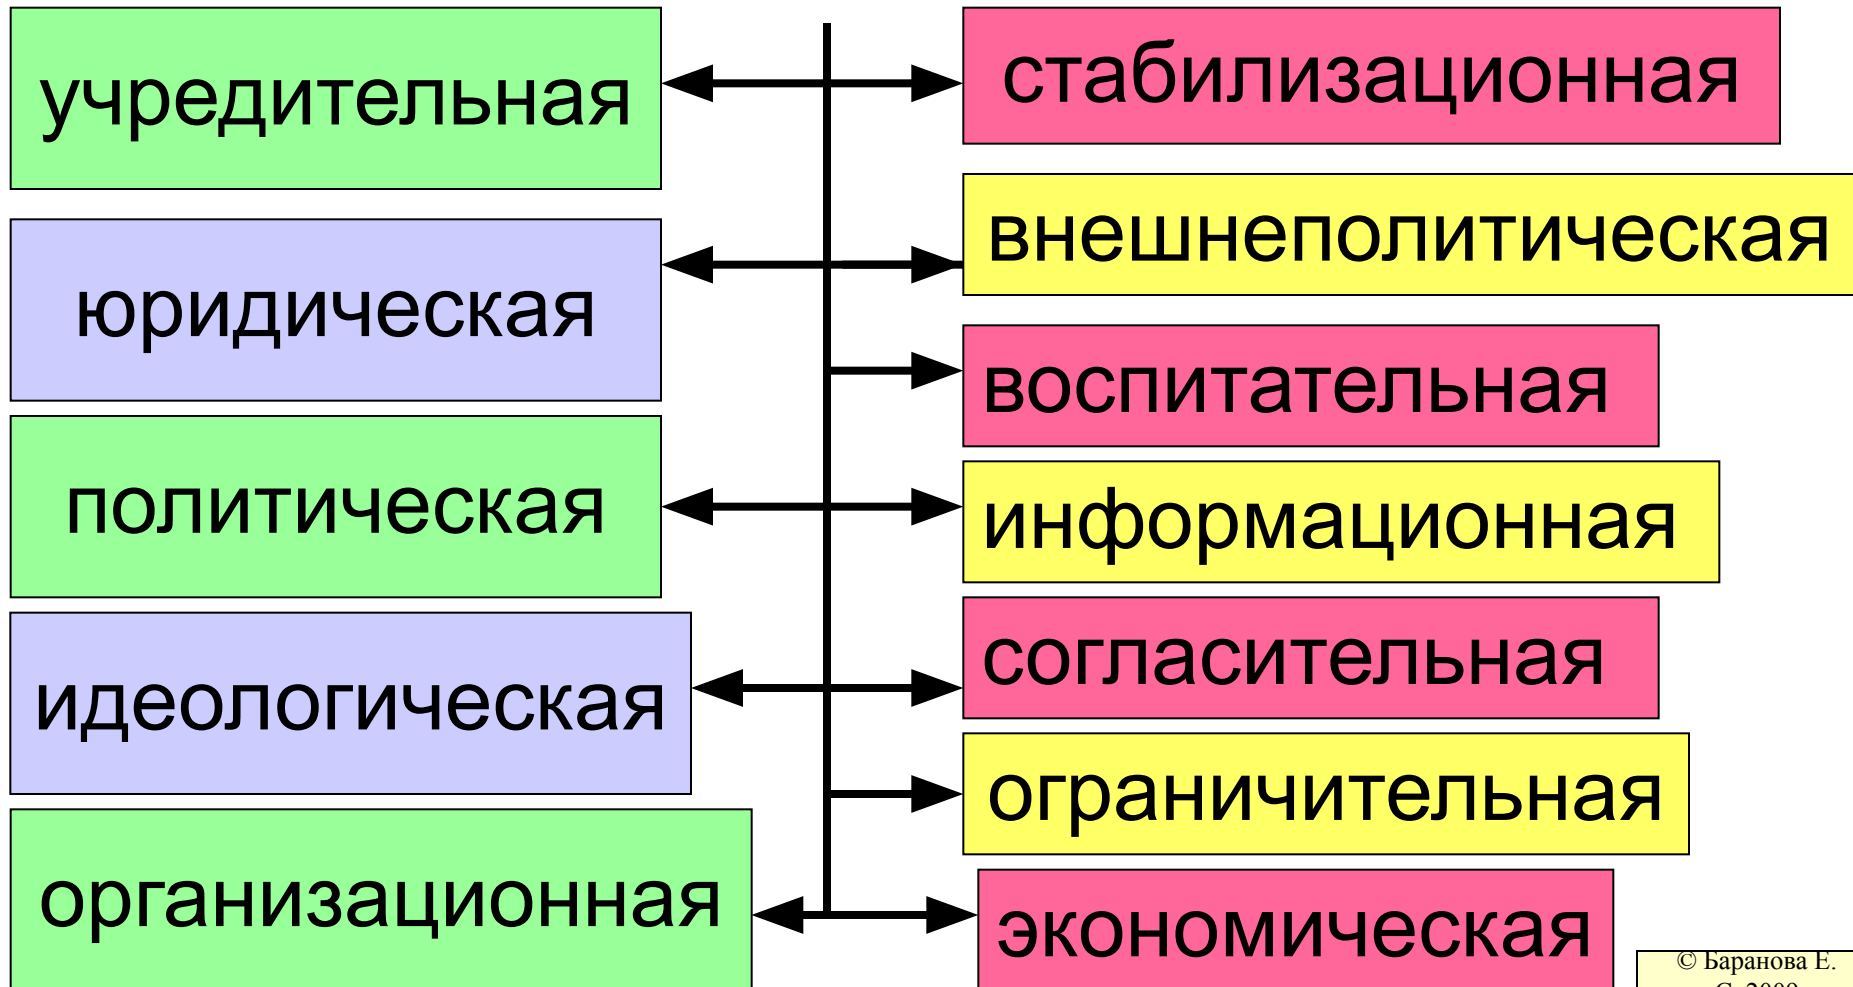 учредительная
юридическая
политическая
идеологическая
организационная
стабилизационная
внешнеполитическая
воспитательная
информационная
согласительная
ограничительная
экономическая
© Баранова Е.